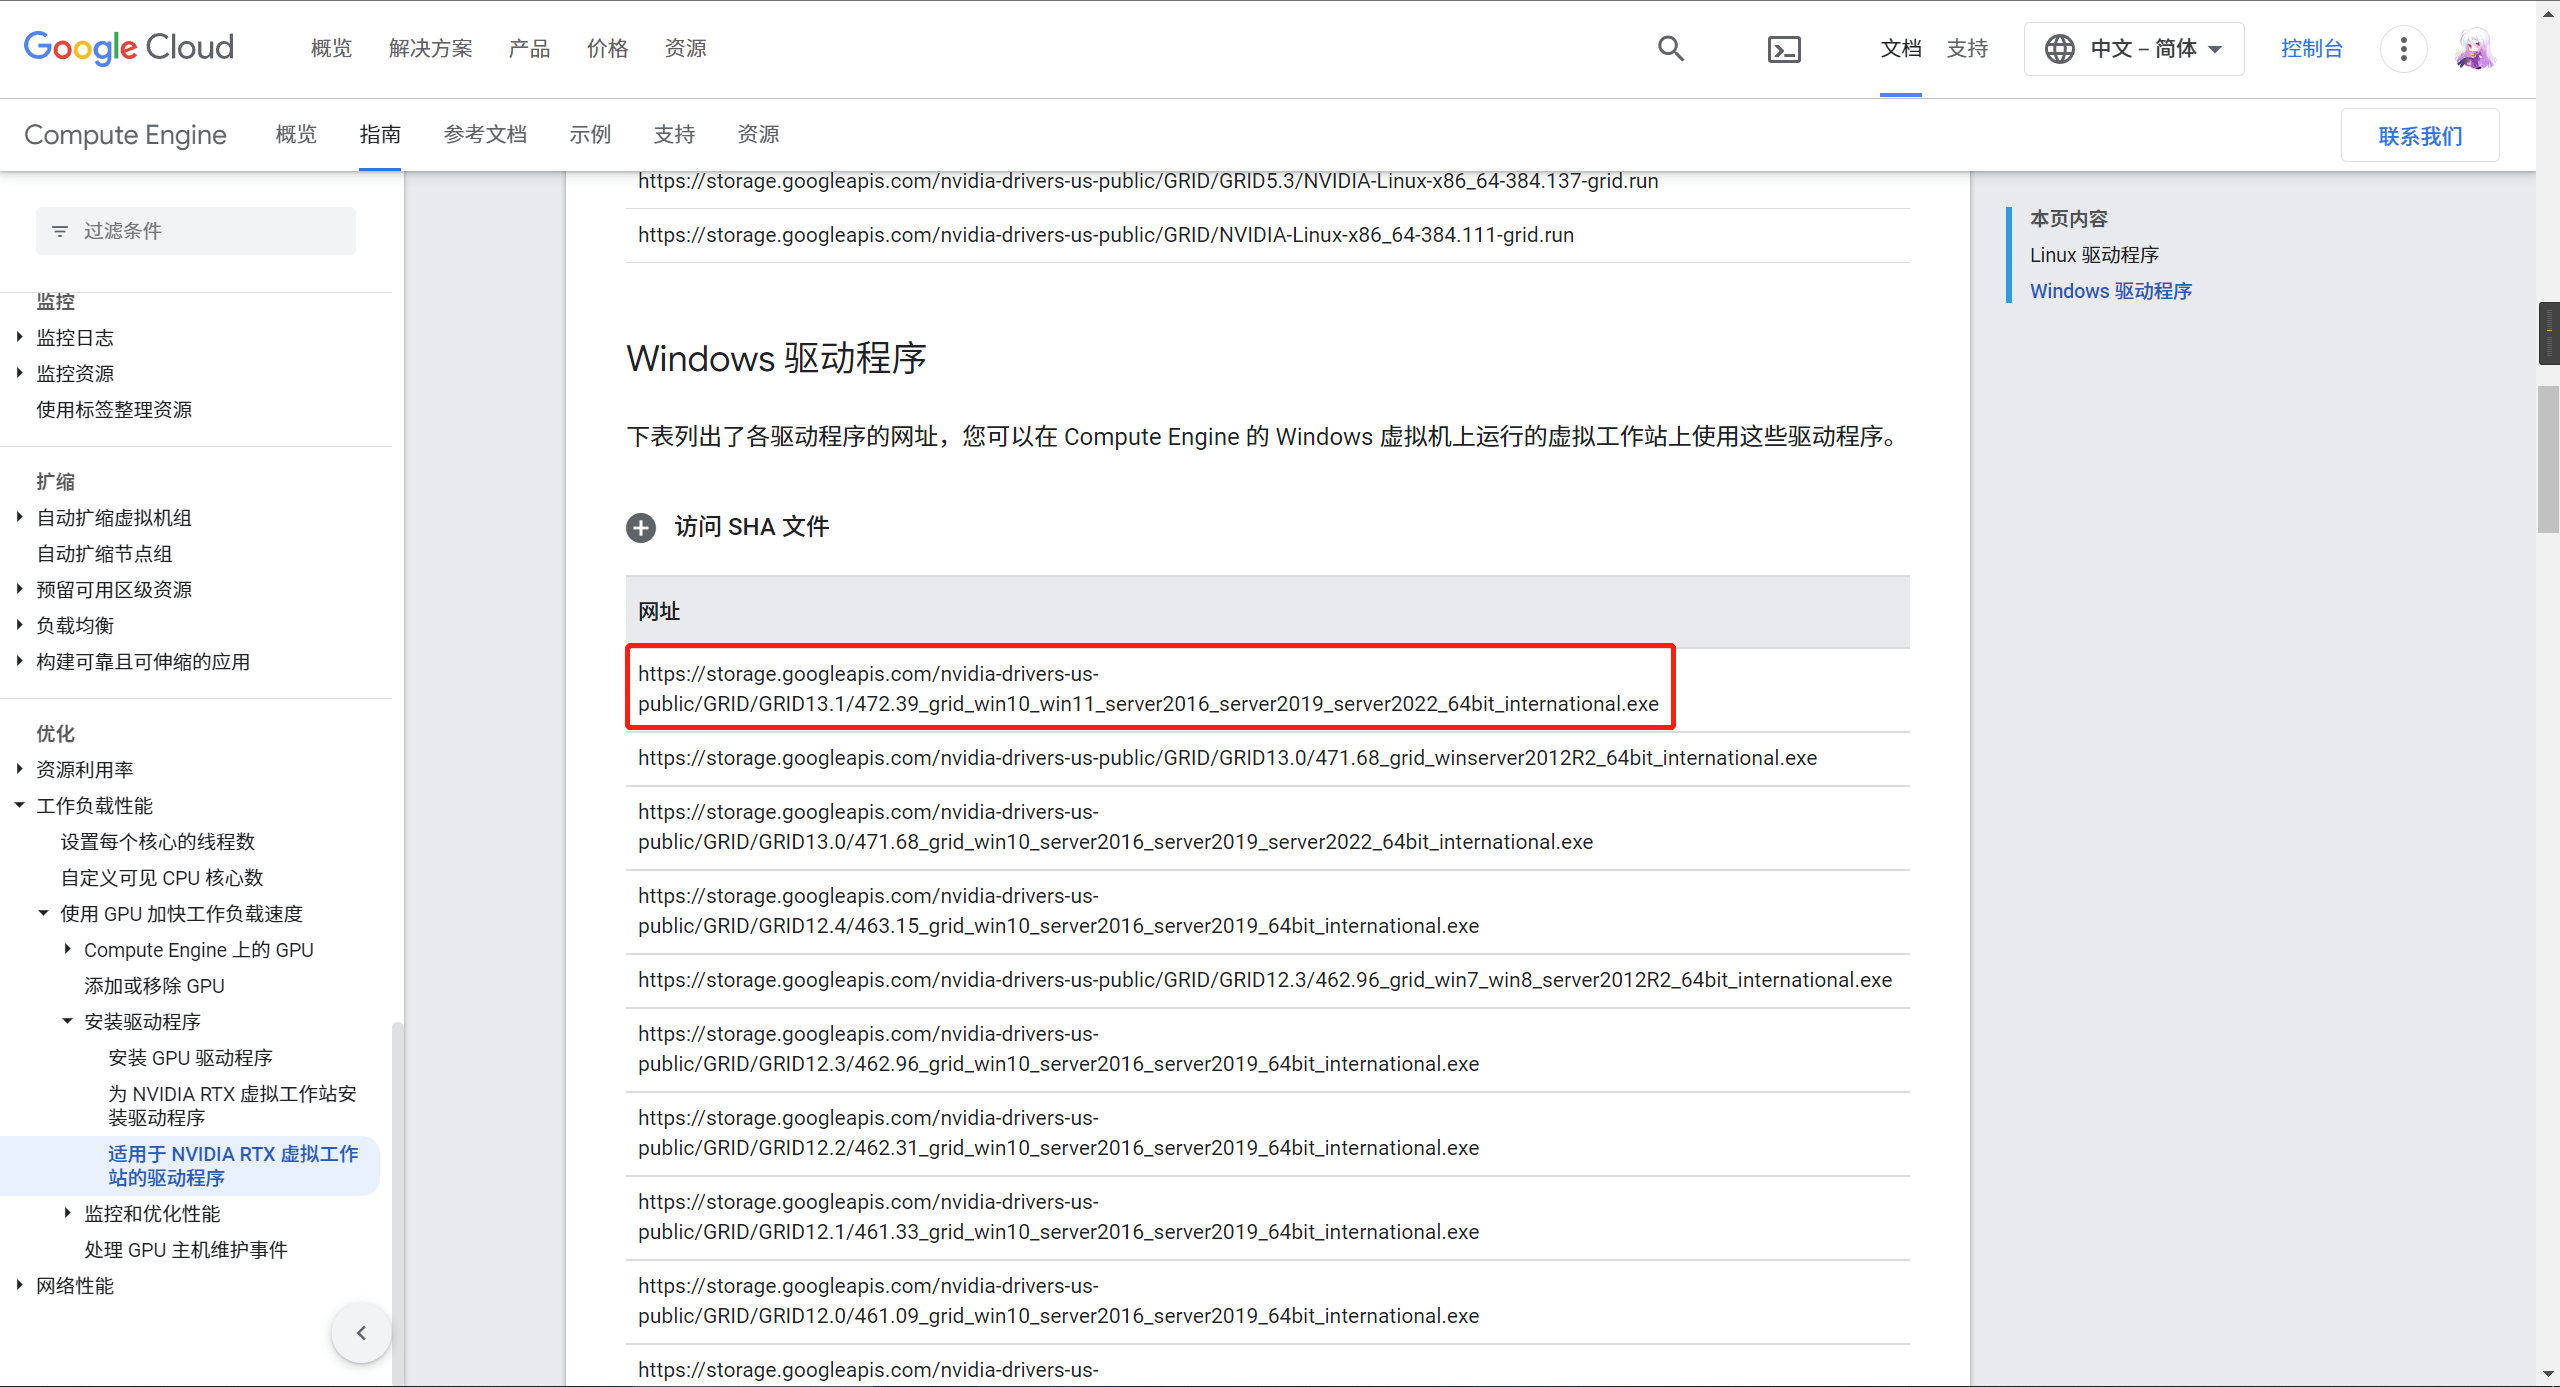 Google Cloud
概览
解决方案
产品
价格
资源
文档
支持
中文 – 简体
控制台
Compute Engine
概览
指南
参考文档
示例
支持
资源
联系我们
过滤条件
监控
监控日志
监控资源
使用标签整理资源
扩缩
自动扩缩虚拟机组
自动扩缩节点组
预留可用区级资源
负载均衡
构建可靠且可伸缩的应用
优化
资源利用率
工作负载性能
设置每个核心的线程数
自定义可见 CPU 核心数
使用 GPU 加快工作负载速度
Compute Engine 上的 GPU
添加或移除 GPU
安装驱动程序
安装 GPU 驱动程序
为 NVIDIA RTX 虚拟工作站安
装驱动程序
适用于 NVIDIA RTX 虚拟工作
站的驱动程序
监控和优化性能
处理 GPU 主机维护事件
网络性能
https://storage.googleapis.com/nvidia-drivers-us-public/GRID/GRID5.3/NVIDIA-Linux-x86_64-384.137-grid.run
https://storage.googleapis.com/nvidia-drivers-us-public/GRID/NVIDIA-Linux-x86_64-384.111-grid.run
Windows 驱动程序
下表列出了各驱动程序的网址，您可以在 Compute Engine 的 Windows 虚拟机上运行的虚拟工作站上使用这些驱动程序。
访问 SHA 文件
网址
https://storage.googleapis.com/nvidia-drivers-us-
public/GRID/GRID13.1/472.39_grid_win10_win11_server2016_server2019_server2022_64bit_international.exe
https://storage.googleapis.com/nvidia-drivers-us-public/GRID/GRID13.0/471.68_grid_winserver2012R2_64bit_international.exe
https://storage.googleapis.com/nvidia-drivers-us-
public/GRID/GRID13.0/471.68_grid_win10_server2016_server2019_server2022_64bit_international.exe
https://storage.googleapis.com/nvidia-drivers-us-
public/GRID/GRID12.4/463.15_grid_win10_server2016_server2019_64bit_international.exe
https://storage.googleapis.com/nvidia-drivers-us-public/GRID/GRID12.3/462.96_grid_win7_win8_server2012R2_64bit_international.exe
https://storage.googleapis.com/nvidia-drivers-us-
public/GRID/GRID12.3/462.96_grid_win10_server2016_server2019_64bit_international.exe
https://storage.googleapis.com/nvidia-drivers-us-
public/GRID/GRID12.2/462.31_grid_win10_server2016_server2019_64bit_international.exe
https://storage.googleapis.com/nvidia-drivers-us-
public/GRID/GRID12.1/461.33_grid_win10_server2016_server2019_64bit_international.exe
https://storage.googleapis.com/nvidia-drivers-us-
public/GRID/GRID12.0/461.09_grid_win10_server2016_server2019_64bit_international.exe
https://storage.googleapis.com/nvidia-drivers-us-
本页内容
Linux 驱动程序
Windows 驱动程序